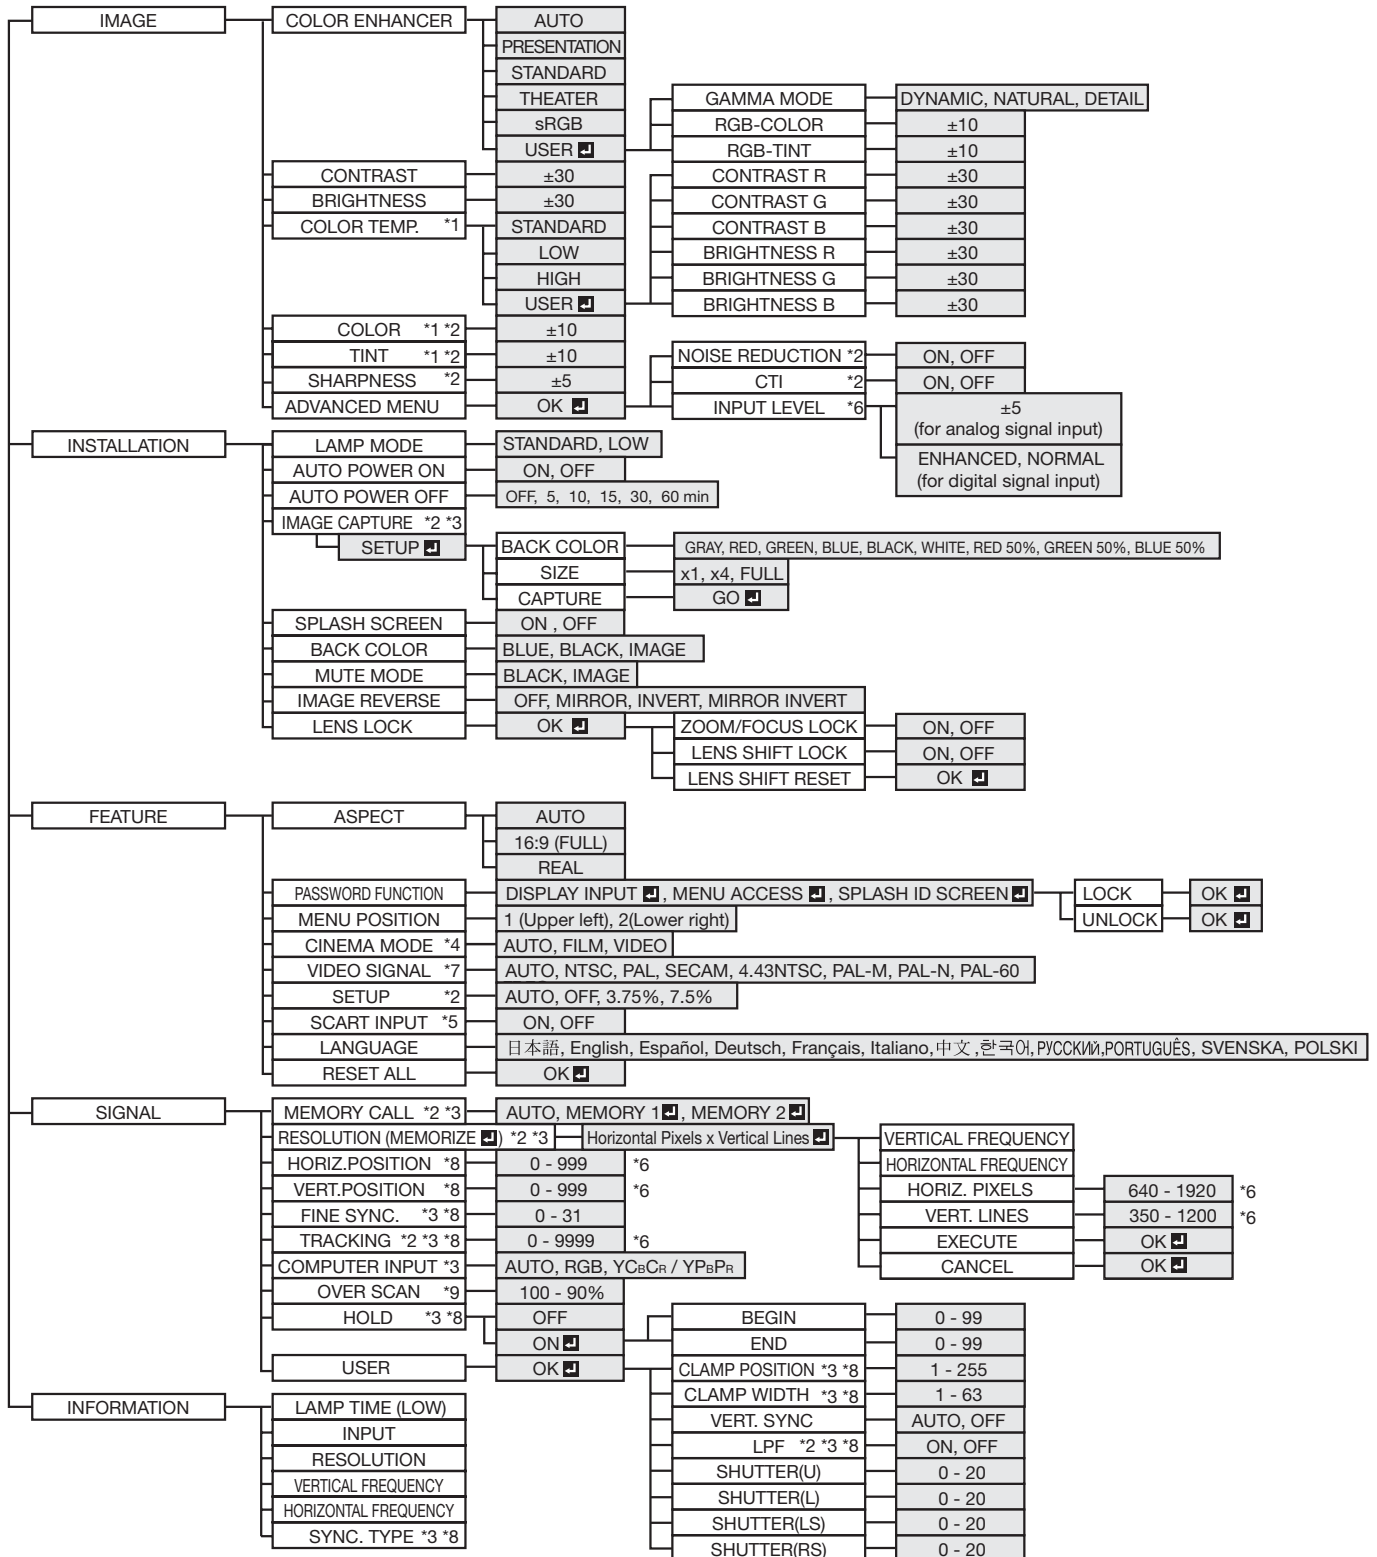 IMAGE COLOR ENHANCER AUTO
PRESENTATION
STANDARD
THEATER GAMMA MODE DYNAMIC, NATURAL, DETAIL
sRGB RGB-COLOR ±10
USER RGB-TINT ±10
CONTRAST ±30 CONTRAST R ±30
BRIGHTNESS ±30 CONTRAST G ±30
COLOR TEMP. *1 STANDARD CONTRAST B ±30
LOW BRIGHTNESS R ±30
HIGH BRIGHTNESS G ±30
USER BRIGHTNESS B ±30
COLOR *1 *2 ±10
TINT *1 *2 ±10 NOISE REDUCTION *2 ON, OFF
SHARPNESS *2 ±5 CTI *2 ON, OFF
ADVANCED MENU OK INPUT LEVEL *6 ±5
(for analog signal input)
ENHANCED, NORMAL
(for digital signal input)
INSTALLATION LAMP MODE STANDARD, LOW
AUTO POWER ON ON, OFF
AUTO POWER OFF OFF, 5, 10, 15, 30, 60 min
IMAGE CAPTURE *2 *3
SETUP BACK COLOR GRAY, RED, GREEN, BLUE, BLACK, WHITE, RED 50%, GREEN 50%, BLUE 50%
SIZE x1, x4, FULL
CAPTURE GO
SPLASH SCREEN ON , OFF
BACK COLOR BLUE, BLACK, IMAGE
MUTE MODE BLACK, IMAGE
IMAGE REVERSE OFF, MIRROR, INVERT, MIRROR INVERT
LENS LOCK OK ZOOM/FOCUS LOCK ON, OFF
LENS SHIFT LOCK ON, OFF
LENS SHIFT RESET OK
FEATURE ASPECT AUTO
16:9 (FULL)
REAL
PASSWORD FUNCTION DISPLAY INPUT , MENU ACCESS , SPLASH ID SCREEN LOCK OK
UNLOCK OK
MENU POSITION 1 (Upper left), 2(Lower right)
CINEMA MODE *4 AUTO, FILM, VIDEO
VIDEO SIGNAL *7 AUTO, NTSC, PAL, SECAM, 4.43NTSC, PAL-M, PAL-N, PAL-60
SETUP *2 AUTO, OFF, 3.75%, 7.5%
SCART INPUT *5 ON, OFF
LANGUAGE 日本語, English, Español, Deutsch, Français, Italiano,中文 ,한국어, РУССКИЙ,PORTUGUÊS, SVENSKA, POLSKI
RESET ALL OK
SIGNAL MEMORY CALL *2 *3 AUTO, MEMORY 1 , MEMORY 2
RESOLUTION (MEMORIZE ) *2 *3 Horizontal Pixels x Vertical Lines VERTICAL FREQUENCY
HORIZONTAL FREQUENCY
HORIZ. PIXELS 640 - 1920 *6
VERT. LINES 350 - 1200 *6
EXECUTE OK
CANCEL OK
HORIZ.POSITION *8 0 - 999 *6
VERT.POSITION *8 0 - 999 *6
FINE SYNC. *3 *8 0 - 31
TRACKING *2 *3 *8 0 - 9999 *6
COMPUTER INPUT *3 AUTO, RGB, YCBCR / YPBPR
OVER SCAN *9 100 - 90%
HOLD *3 *8 OFF
ON BEGIN 0 - 99
END 0 - 99
USER OK CLAMP POSITION *3 *8 1 - 255
CLAMP WIDTH *3 *8 1 - 63
VERT. SYNC AUTO, OFF
LPF *2 *3 *8 ON, OFF
SHUTTER(U) 0 - 20
SHUTTER(L) 0 - 20
SHUTTER(LS) 0 - 20
SHUTTER(RS) 0 - 20
INFORMATION LAMP TIME (LOW)
INPUT
RESOLUTION
VERTICAL FREQUENCY
HORIZONTAL FREQUENCY
SYNC. TYPE *3 *8